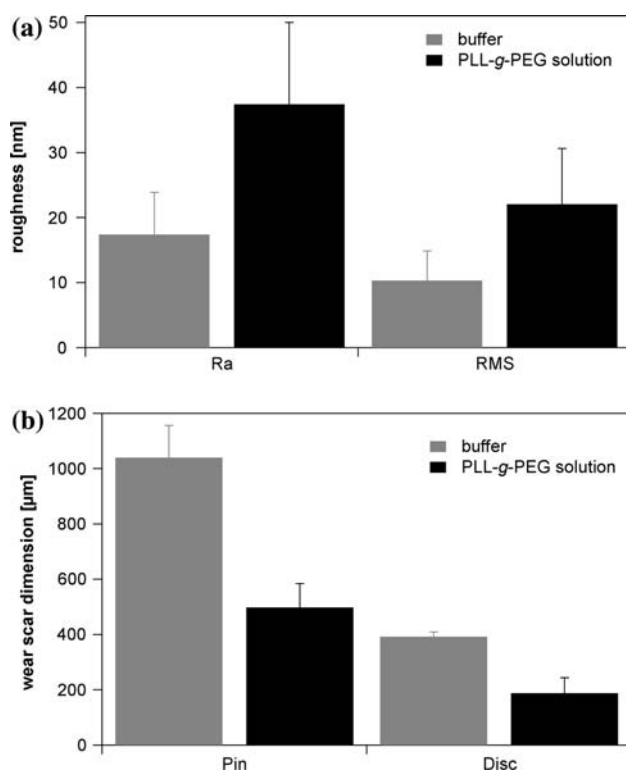 (a)
50
40
30
20
10
0
roughness [nm]
buffer
PLL-g-PEG solution
Ra
RMS
(b)
1200
1000
800
600
400
200
0
wear scar dimension [µm]
buffer
PLL-g-PEG solution
Pin
Disc